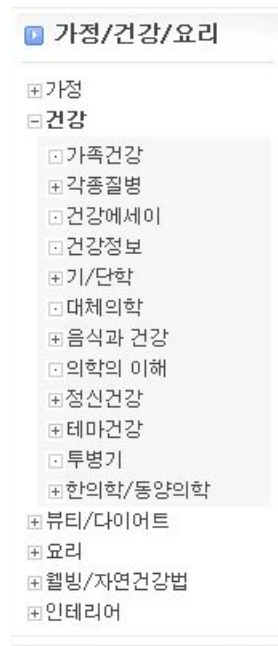 가정/건강/요리
가정
건강
가족건강
각종질병
건강에세이
건강정보
기/단학
대체의학
음식과 건강
의학의 이해
정신건강
테마건강
투병기
한의학/동양의학
뷰티/다이어트
요리
웰빙/자연건강법
인테리어